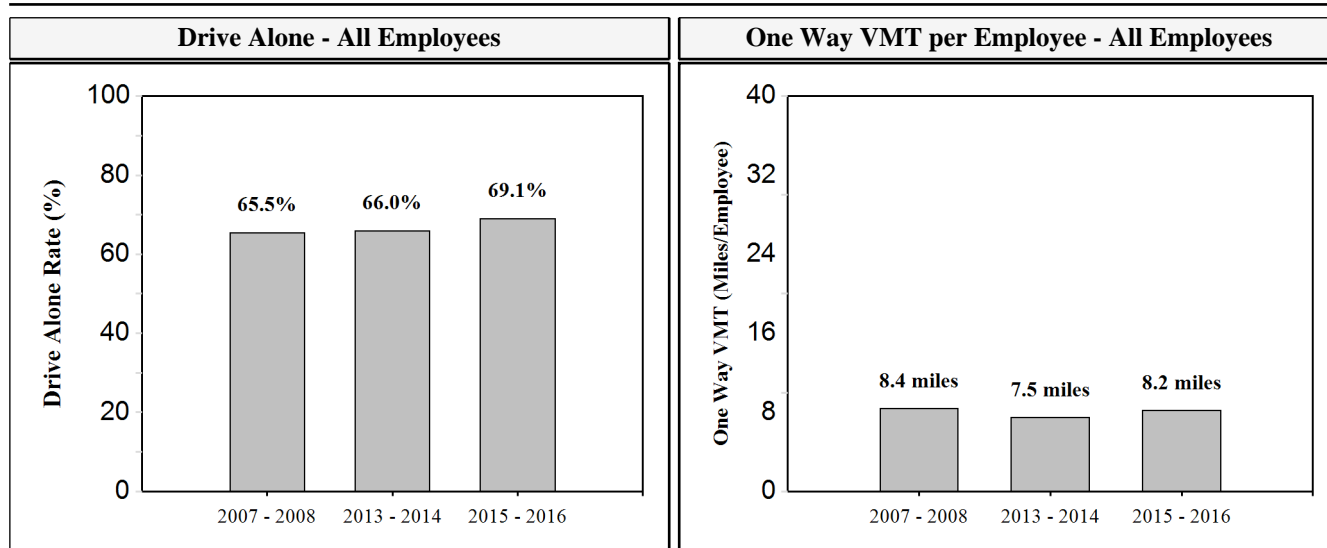 Drive Alone - All Employees
One Way VMT per Employee - All Employees
Drive Alone Rate (%)
100
80
60
40
20
0
65.5%
66.0%
69.1%
2007 - 2008
2013 - 2014
2015 - 2016
One Way VMT (Miles/Employee)
40
32
24
16
8
0
8.4 miles
7.5 miles
8.2 miles
2007 - 2008
2013 - 2014
2015 - 2016